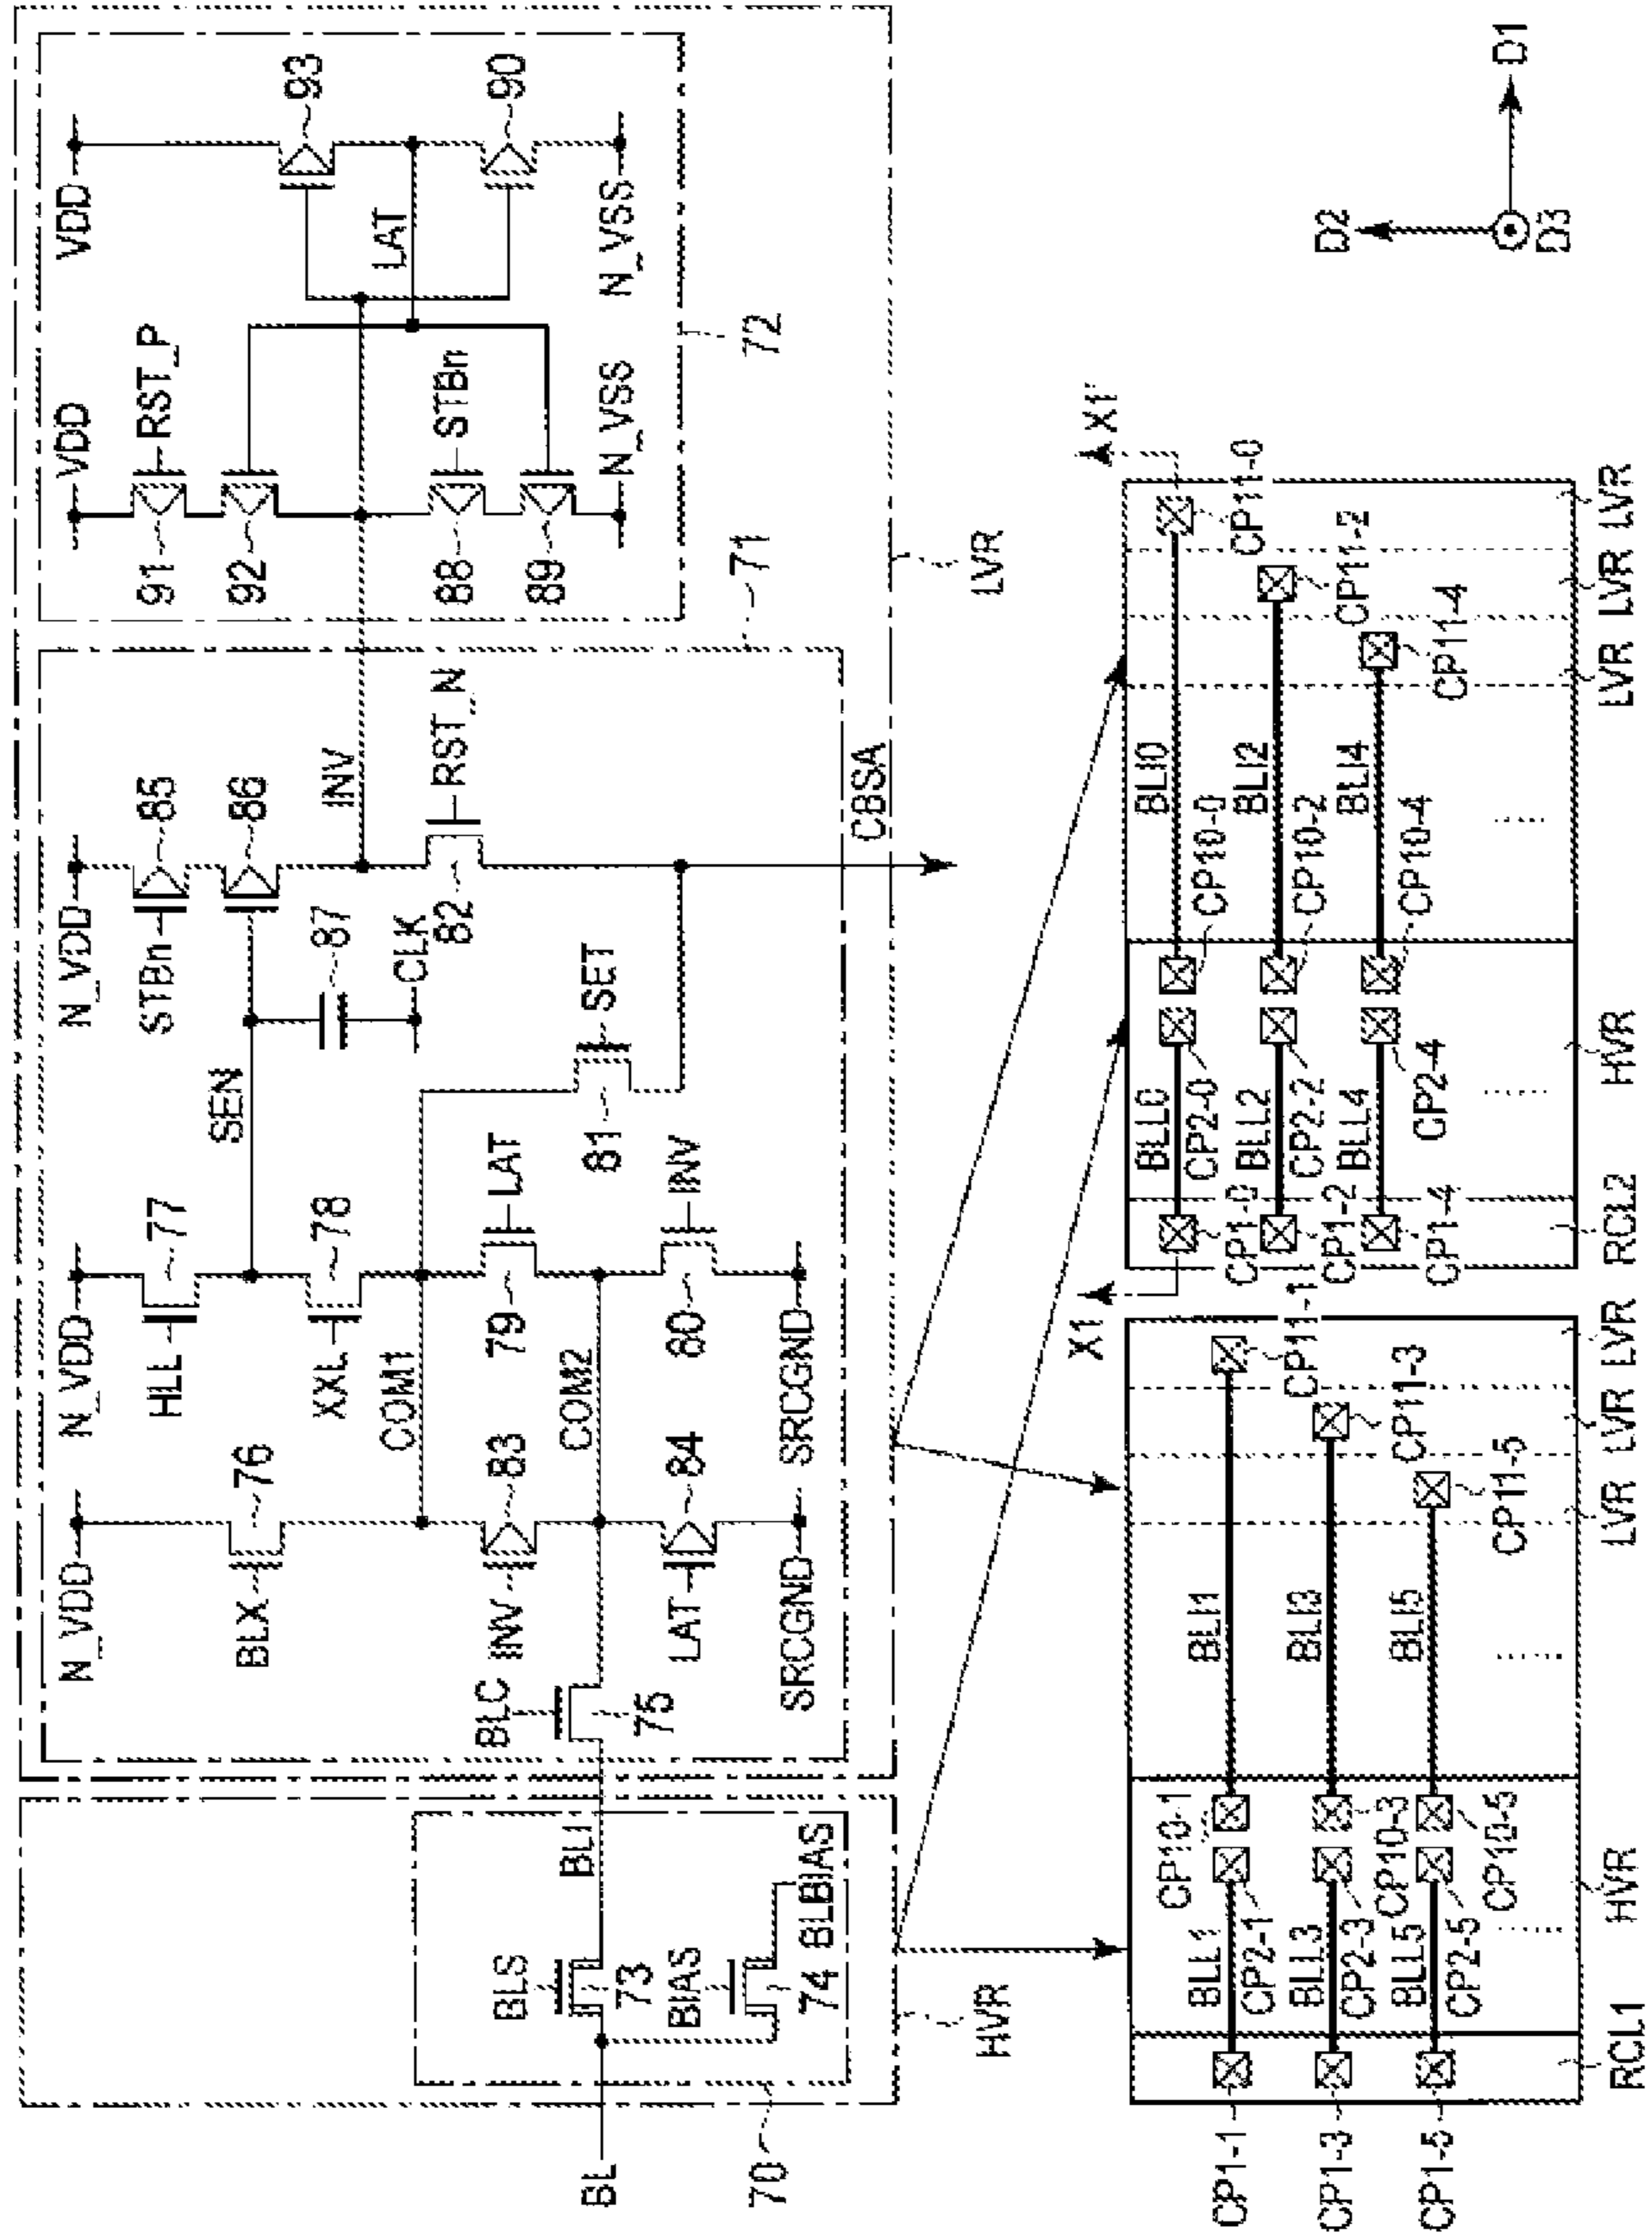 VDD
VDD
93
RST_P
91
92
LAT
STBn
88
89
90
N_VSS
N_VSS
72
N_VDD
N_VDD
N_VDD
STBn
85
86
HLL
77
SEN
87
CLK
INV
BLX
76
XXL
78
82
RST_N
COM1
SET
81
INV
83
79
LAT
BLC
COM2
75
LAT
84
80
INV
SRCGND
SRCGND
CBSA
71
LVR
BLS
BLI
73
BIAS
74
BLBIAS
BL
70
HVR
D2
D1
D3
CP1-1
BLL1
CP2-1
CP10-1
BLI1
CP11-1
CP1-3
BLL3
CP2-3
CP10-3
BLI3
CP11-3
CP1-5
BLL5
CP2-5
CP10-5
BLI5
CP11-5
RCL1
HVR
LVR
LVR
LVR
X1
X1'
CP1-0
BLL0
CP2-0
CP10-0
BLI0
CP11-0
CP1-2
BLL2
CP2-2
CP10-2
BLI2
CP11-2
CP1-4
BLL4
CP2-4
CP10-4
BLI4
CP11-4
RCL2
HVR
LVR
LVR
LVR